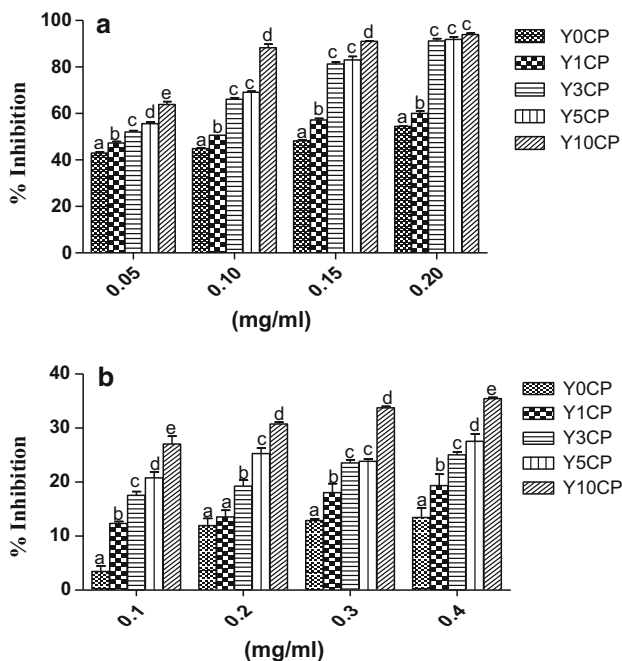 a
% Inhibition
100
80
60
40
20
0
a b c d e
a b c c d
a b c c d
a b c c c
0.05 0.10 0.15 0.20
(mg/ml)
Y0CP
Y1CP
Y3CP
Y5CP
Y10CP
b
% Inhibition
40
30
20
10
0
a b c d e
a a b c d
a b c c d
a b c d e
0.1 0.2 0.3 0.4
(mg/ml)
Y0CP
Y1CP
Y3CP
Y5CP
Y10CP